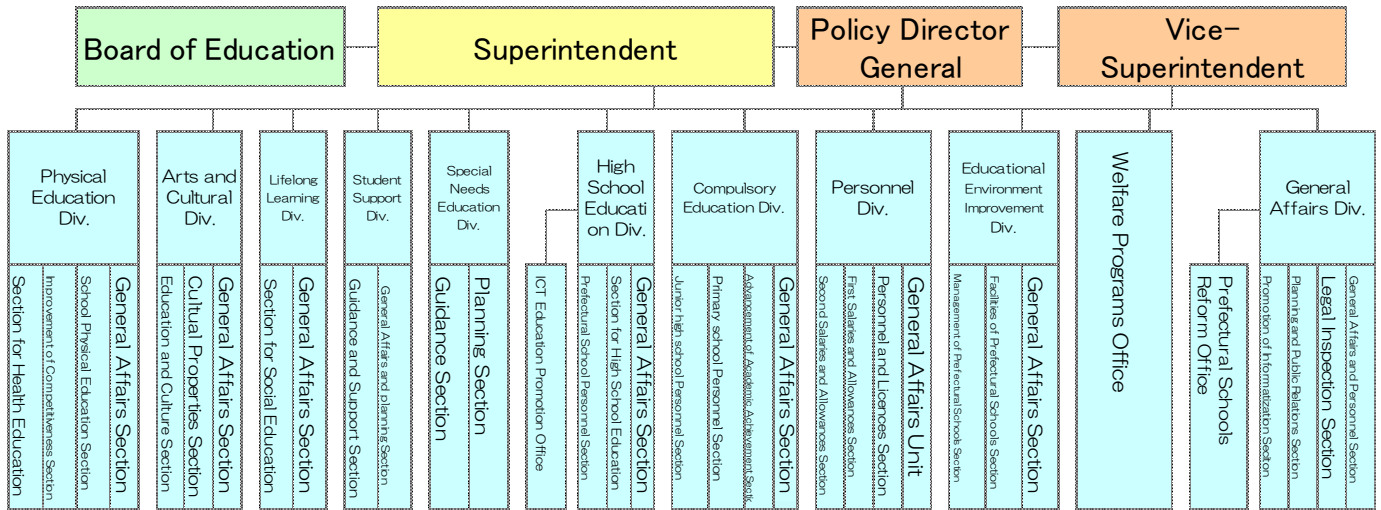 Board of Education
Superintendent
Policy Director
General
Vice-
Superintendent
Physical
Education
Div.
Arts and
Cultural
Div.
Lifelong
Learning
Div.
Student
Support
Div.
Special
Needs
Education
Div.
High
School
Educati
on Div.
Compulsory
Education Div.
Personnel
Div.
Educational
Environment
Improvement
Div.
Welfare Programs Office
General
Affairs Div.
Section for Health Education
Improvement of Competitiveness Section
School Physical Education Section
General Affairs Section
Education and Culture Section
Cultural Properties Section
General Affairs Section
Section for Social Education
General Affairs Section
Guidance and Support Section
General Affairs and planning Section
Guidance Section
Planning Section
ICT Education Promotion Office
Prefectural School Personnel Section
Section for High School Education
General Affairs Section
Junior high school Personnel Section
Primary school Personnel Section
Advancement of Academic Achievement Secti
General Affairs Section
Second Salaries and Allowances Section
First Salaries and Allowances Section
Personnel and Licences Section
General Affairs Unit
Management of Prefectural Schools Section
Facilities of Prefectural Schools Section
General Affairs Section
Prefectural Schools
Reform Office
Promotion of Informatization Seciton
Planning and Public Relations Section
Legal Inspection Section
General Affairs and Personnel Section